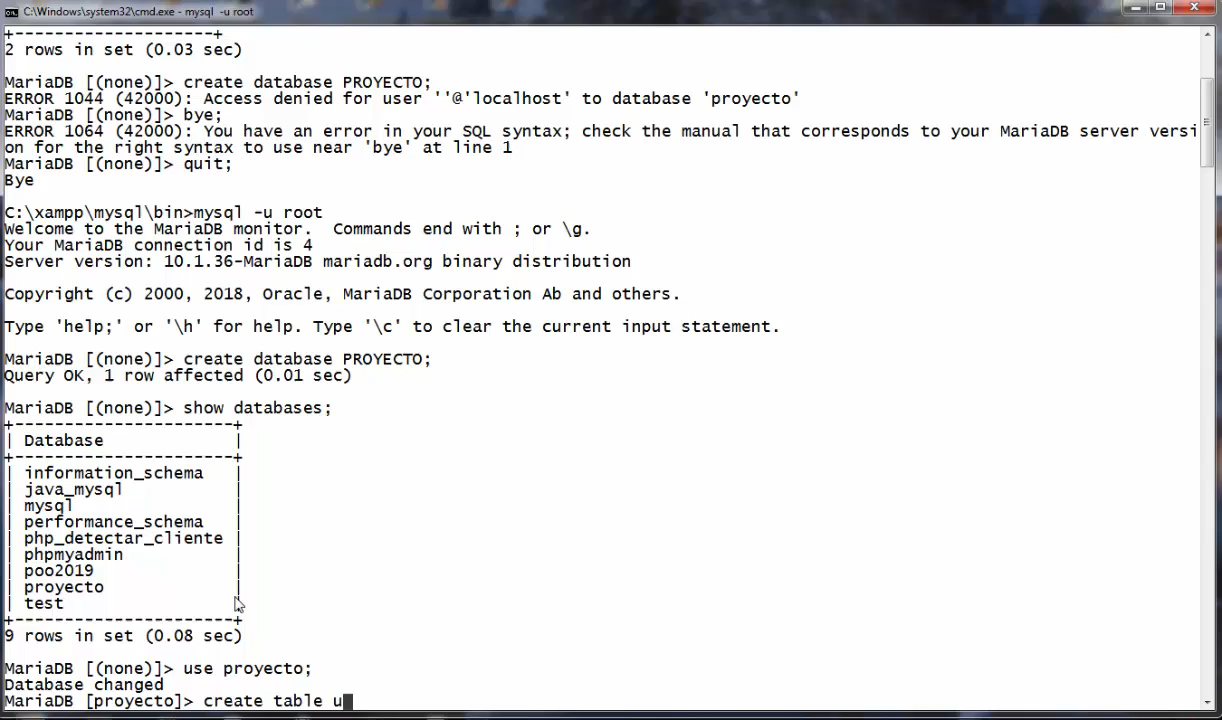 C:\Windows\system32\cmd.exe - mysql -u root
+---------------------+
2 rows in set (0.03 sec)
MariaDB [(none)]> create database PROYECTO;
ERROR 1044 (42000): Access denied for user ''@'localhost' to database 'proyecto'
MariaDB [(none)]> bye;
ERROR 1064 (42000): You have an error in your SQL syntax; check the manual that corresponds to your MariaDB server versi
on for the right syntax to use near 'bye' at line 1
MariaDB [(none)]> quit;
Bye
C:\xampp\mysql\bin>mysql -u root
Welcome to the MariaDB monitor.  Commands end with ; or \g.
Your MariaDB connection id is 4
Server version: 10.1.36-MariaDB mariadb.org binary distribution
Copyright (c) 2000, 2018, Oracle, MariaDB Corporation Ab and others.
Type 'help;' or '\h' for help. Type '\c' to clear the current input statement.
MariaDB [(none)]> create database PROYECTO;
Query OK, 1 row affected (0.01 sec)
MariaDB [(none)]> show databases;
+----------------------+
| Database             |
+----------------------+
| information_schema   |
| java_mysql           |
| mysql                |
| performance_schema   |
| php_detectar_cliente |
| phpmyadmin           |
| poo2019              |
| proyecto             |
| test                 |
+----------------------+
9 rows in set (0.08 sec)
MariaDB [(none)]> use proyecto;
Database changed
MariaDB [proyecto]> create table u